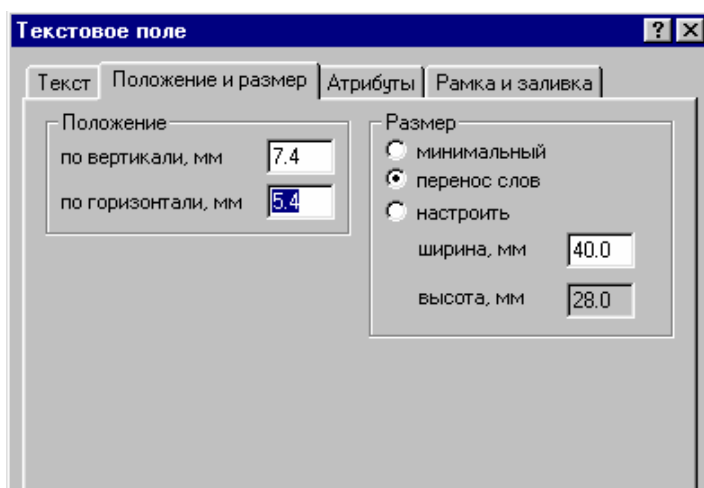 Текстовое поле
Текст Положение и размер Атрибуты Рамка и заливка
Положение
по вертикали, мм 7.4
по горизонтали, мм 5.4
Размер
минимальный
перенос слов
настроить
ширина, мм 40.0
высота, мм 28.0